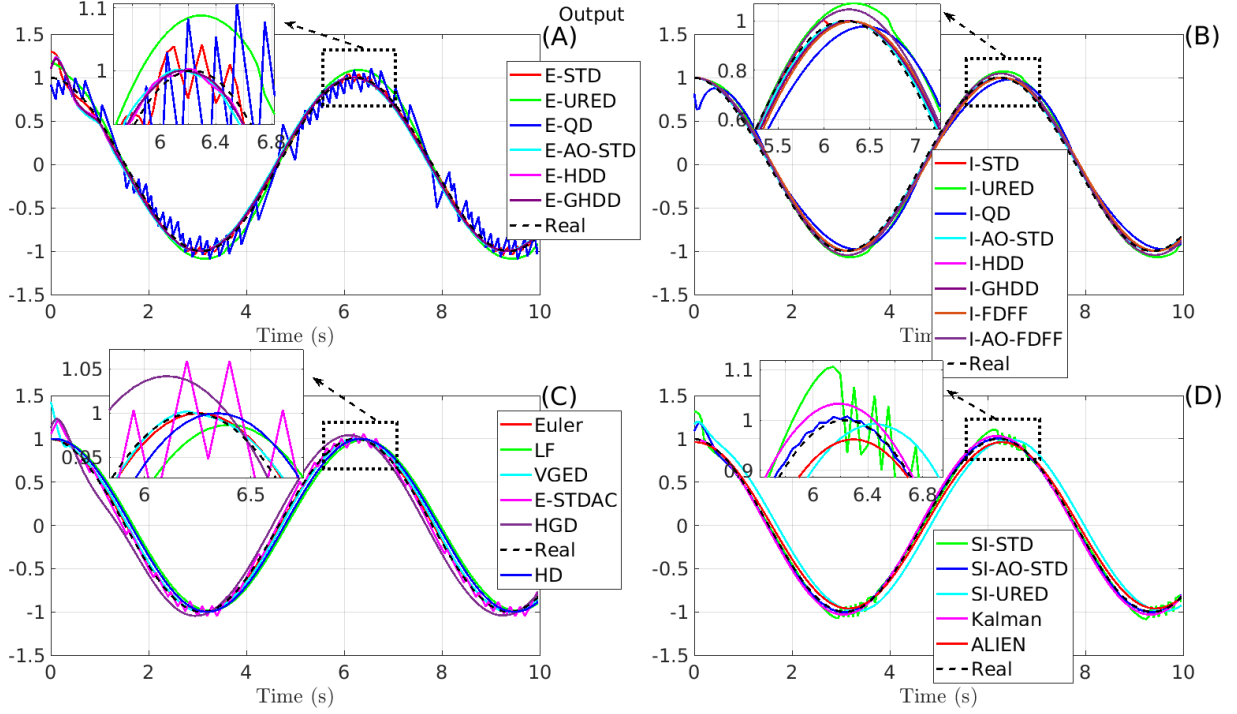 Output
(A)
1.1
1
6
6.2
6.4
6.6
6.8
1.5
1
0.5
0
-0.5
-1
-1.5
0
2
4
6
8
10
Time (s)
E-STD
E-URED
E-QD
E-AO-STD
E-HDD
E-GHDD
Real
(B)
1
0.8
0.6
5.5
6
6.5
7
1.5
1
0.5
0
-0.5
-1
-1.5
0
2
4
6
8
10
I-STD
I-URED
I-QD
I-AO-STD
I-HDD
I-GHDD
I-FDFF
I-AO-FDFF
Real
(C)
1.05
1
0.95
6
6.5
1.5
1
0.5
0
-0.5
-1
-1.5
0
2
4
6
8
10
Time (s)
Euler
LF
VGED
E-STDAC
HGD
Real
HD
(D)
1.1
1
0.9
6
6.4
6.8
1.5
1
0.5
0
-0.5
-1
-1.5
0
2
4
6
8
10
Time (s)
SI-STD
SI-AO-STD
SI-URED
Kalman
ALIEN
Real